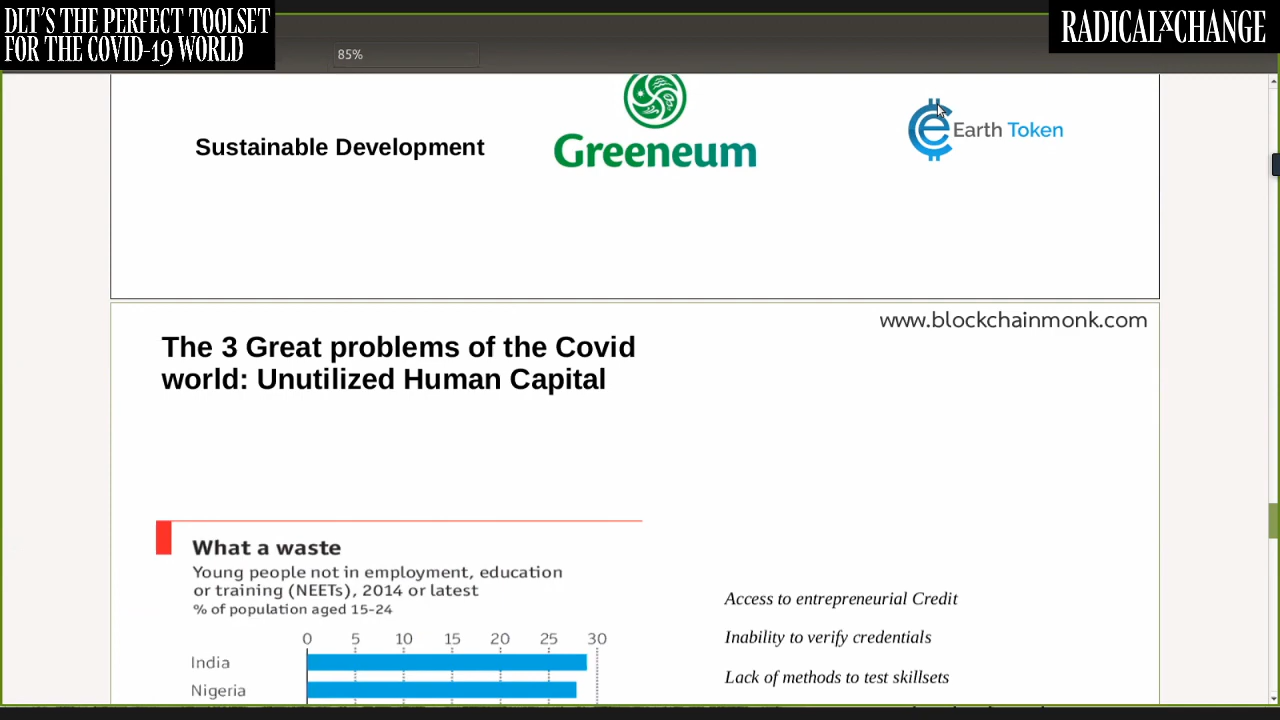 DLT'S THE PERFECT TOOLSET
FOR THE COVID-19 WORLD
RADICALXCHANGE
85%
Sustainable Development
Greeneum
Earth Token
www.blockchainmonk.com
The 3 Great problems of the Covid
world: Unutilized Human Capital
What a waste
Young people not in employment, education
or training (NEETs), 2014 or latest
% of population aged 15-24
0 5 10 15 20 25 30
India
Nigeria
Access to entrepreneurial Credit
Inability to verify credentials
Lack of methods to test skillsets